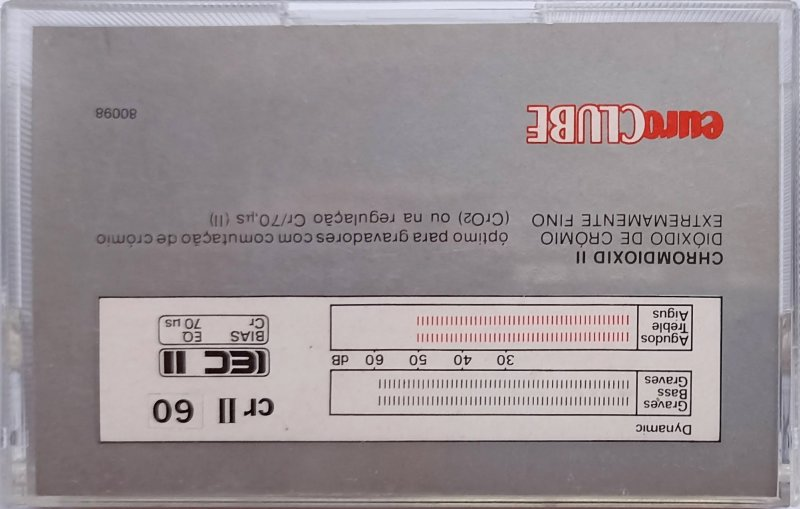 Dynamic
Graves
Bass
Graves
30 40 50 60 dB
Agudos
Treble
Aigus
cr II 60
IEC II
BIAS EQ
Cr 70 µs
CHROMDIOXID II
DIÓXIDO DE CRÓMIO
EXTREMAMENTE FINO
óptimo para gravadores com comutação de crómio
(CrO2) ou na regulação Cr/70,µs (II)
euroCLUBE
80098